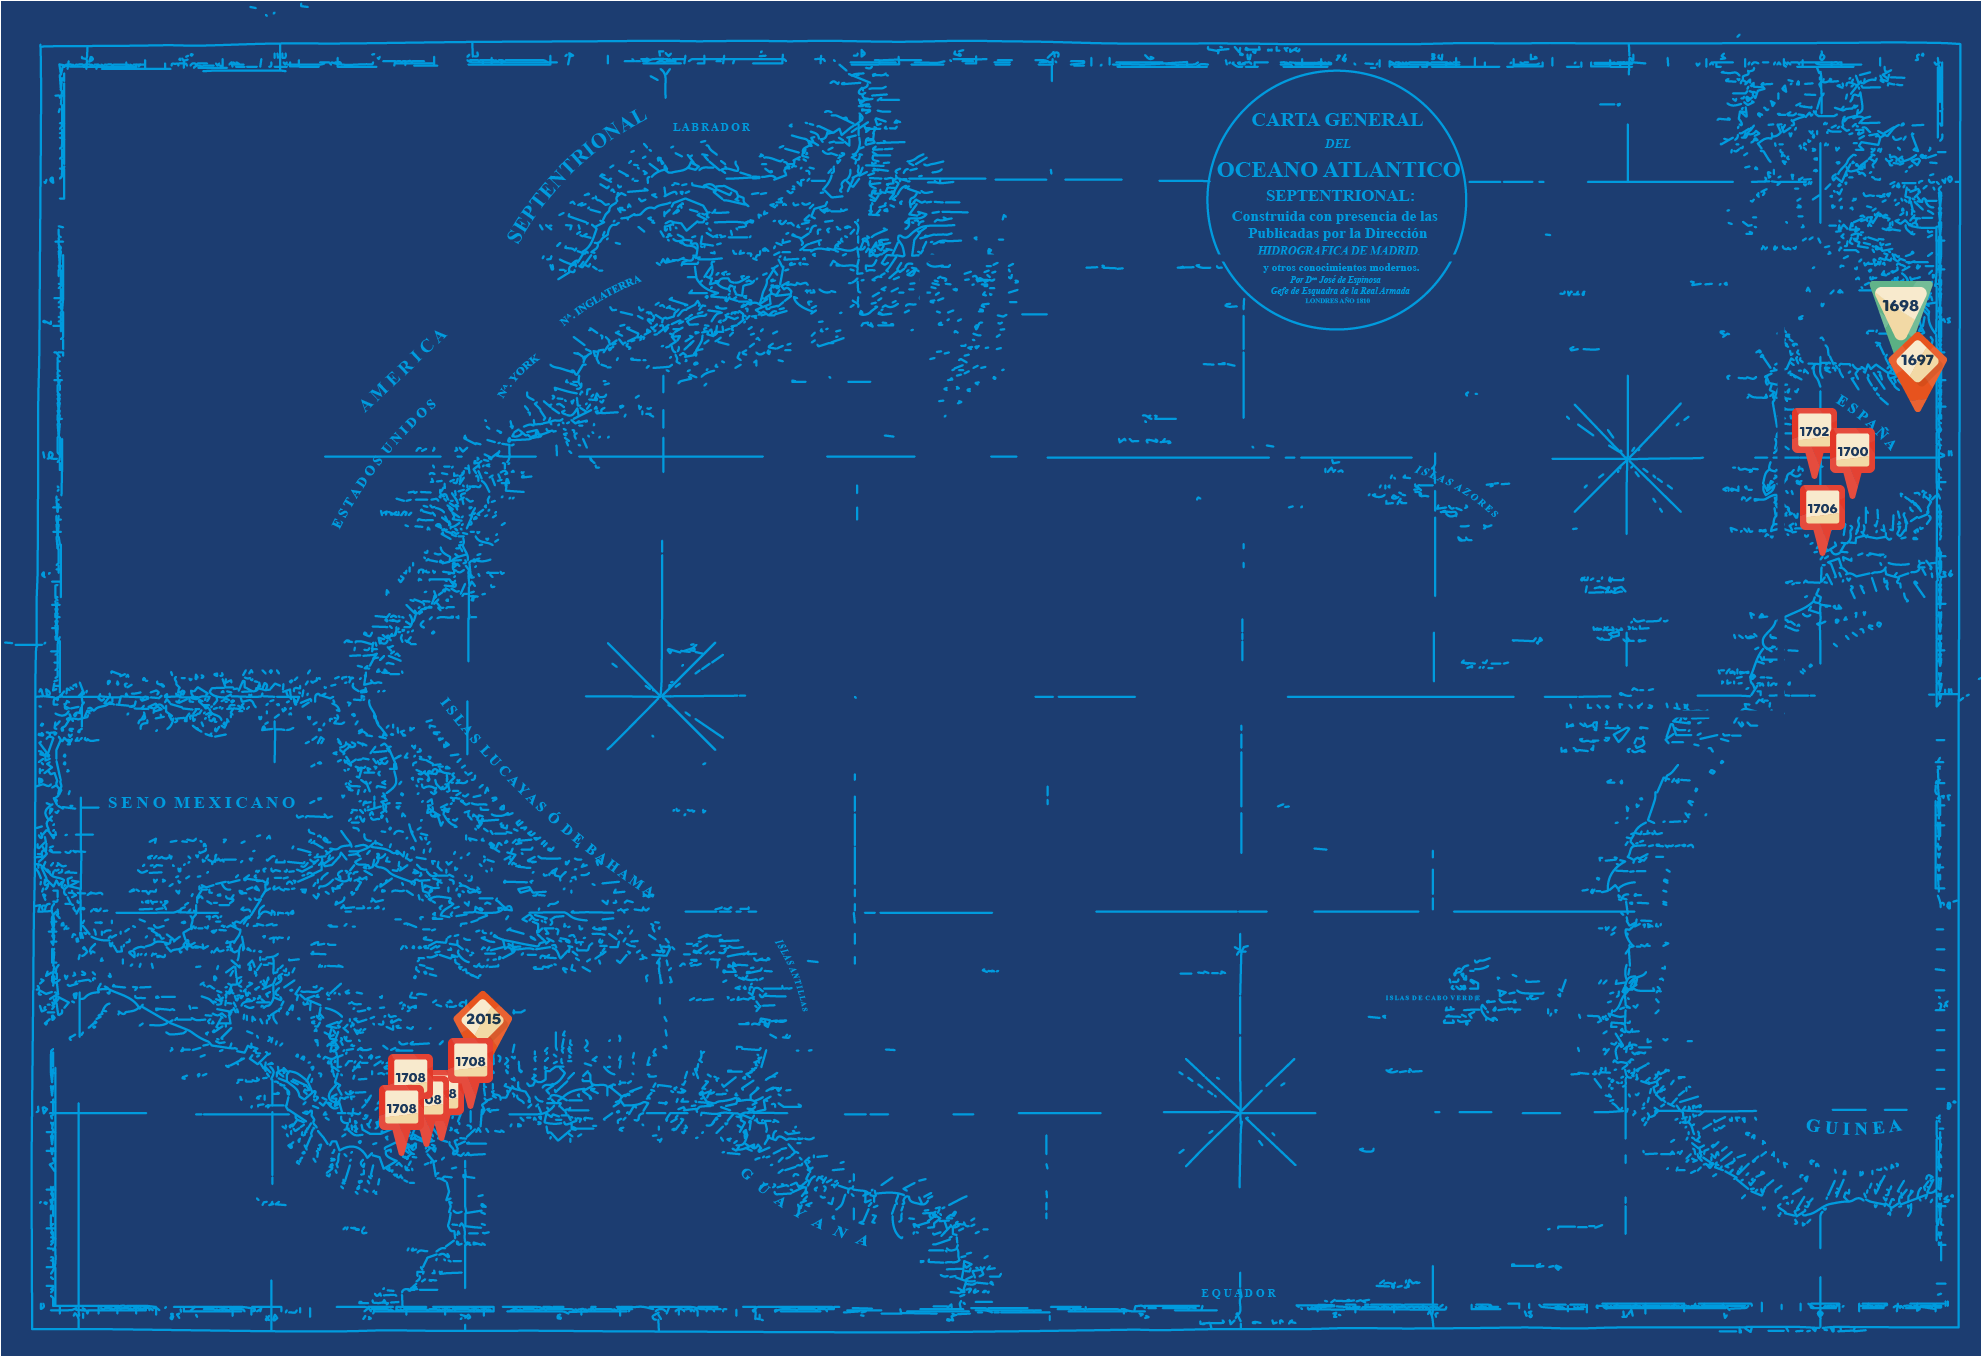 CARTA GENERAL
DEL
OCEANO ATLANTICO
SEPTENTRIONAL:
Construida con presencia de las
Publicadas por la Dirección
HIDROGRAFICA DE MADRID
y otros conocimientos modernos.
Por Dⁿ José de Espinosa
Gefe de Esquadra de la Real Armada
LONDRES AÑO 1810
LABRADOR
SEPTENTRIONAL
Nᴬ. INGLATERRA
AMERICA
Nᴬ. YORK
ESTADOS UNIDOS
1698
1697
ESPAÑA
1702
1700
1706
ISLAS AZORES
ISLAS LUCAYAS Ó DE BAHAMA
SENO MEXICANO
ISLAS ANTILLAS
ISLAS DE CABO VERDE
2015
1708
1708
8
08
1708
GUINEA
GUAYANA
EQUADOR